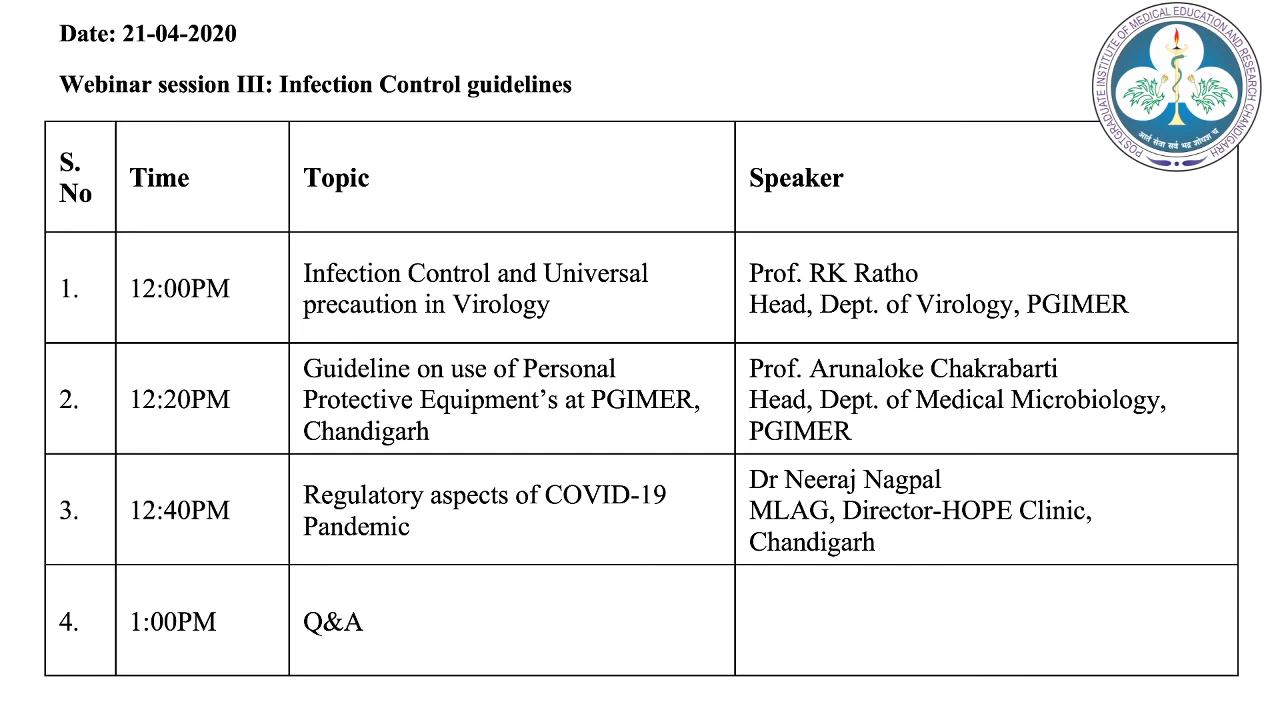 Date: 21-04-2020
Webinar session III: Infection Control guidelines
POSTGRADUATE INSTITUTE OF MEDICAL EDUCATION AND RESEARCH CHANDIGARH
आर्त सेवा सर्व भद्र शोधश्च च
S.
No
Time
Topic
Speaker
1.
12:00PM
Infection Control and Universal
precaution in Virology
Prof. RK Ratho
Head, Dept. of Virology, PGIMER
2.
12:20PM
Guideline on use of Personal
Protective Equipment’s at PGIMER,
Chandigarh
Prof. Arunaloke Chakrabarti
Head, Dept. of Medical Microbiology,
PGIMER
3.
12:40PM
Regulatory aspects of COVID-19
Pandemic
Dr Neeraj Nagpal
MLAG, Director-HOPE Clinic,
Chandigarh
4.
1:00PM
Q&A